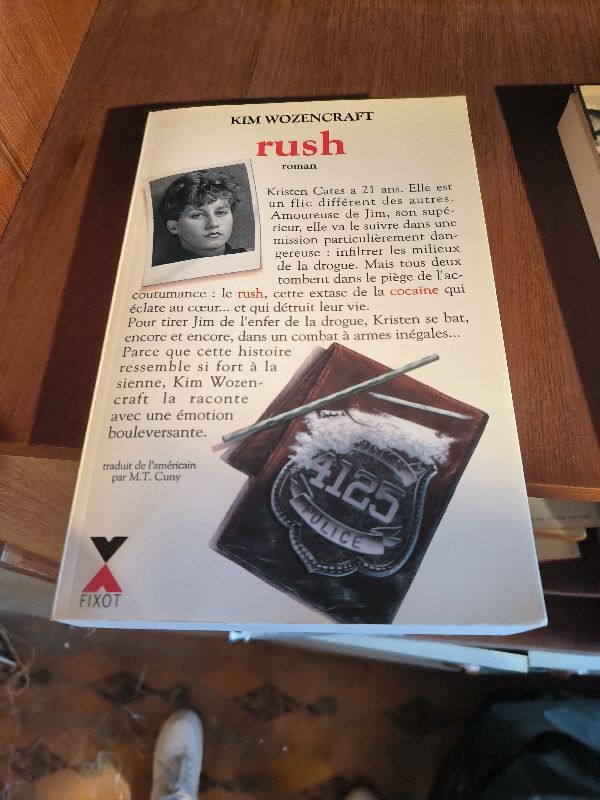 KIM WOZENCRAFT
rush
roman
Kristen Cates a 21 ans. Elle est
un flic différent des autres.
Amoureuse de Jim, son supé-
rieur, elle va le suivre dans une
mission particulièrement dan-
gereuse : infiltrer les milieux
de la drogue. Mais tous deux
tombent dans le piège de l'ac-
coutumance : le rush, cette extase de la cocaïne qui
éclate au cœur... et qui détruit leur vie.
Pour tirer Jim de l'enfer de la drogue, Kristen se bat,
encore et encore, dans un combat à armes inégales...
Parce que cette histoire
ressemble si fort à la
sienne, Kim Wozen-
craft la raconte
avec une émotion
bouleversante.
traduit de l'américain
par M.T. Cuny
4125
POLICE
FIXOT